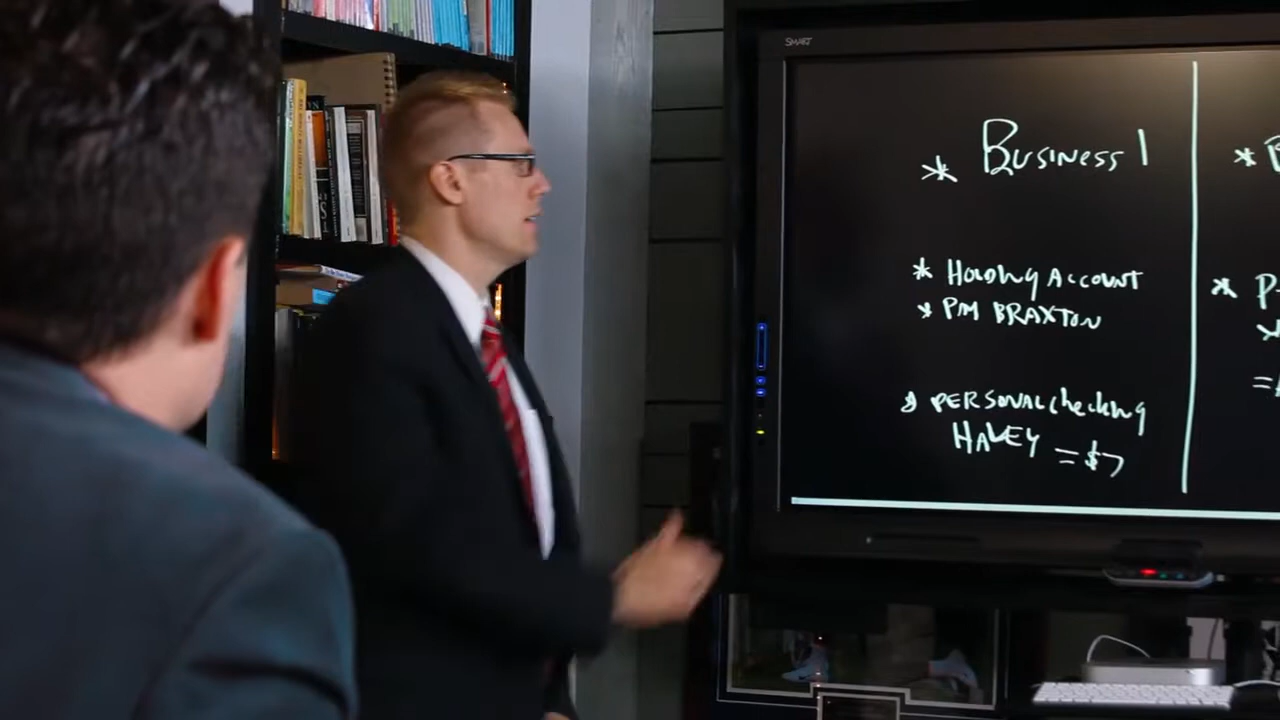 SMART
* BUSINESS 1
* HOLDING ACCOUNT
* PM BRAXTON
* PERSONAL checking
HALEY = $7
*
* P
=